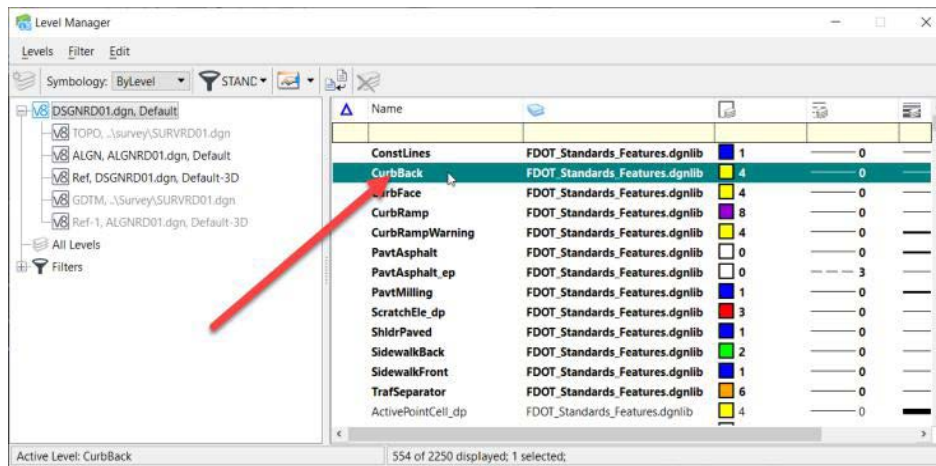 Level Manager
Levels Filter Edit
Symbology: ByLevel STANC
DSGNRD01.dgn, Default
TOPO, ..\survey\SURVRD01.dgn
ALGN, ALGNRD01.dgn, Default
Ref, DSGNRD01.dgn, Default-3D
GDTM, ..\Survey\SURVRD01.dgn
Ref-1, ALGNRD01.dgn, Default-3D
All Levels
Filters
Name
ConstLines FDOT_Standards_Features.dgnlib 1 0
CurbBack FDOT_Standards_Features.dgnlib 4 0
CurbFace FDOT_Standards_Features.dgnlib 4 0
CurbRamp FDOT_Standards_Features.dgnlib 8 0
CurbRampWarning FDOT_Standards_Features.dgnlib 4 0
PavtAsphalt FDOT_Standards_Features.dgnlib 0 0
PavtAsphalt_ep FDOT_Standards_Features.dgnlib 0 3
PavtMilling FDOT_Standards_Features.dgnlib 1 0
ScratchEle_dp FDOT_Standards_Features.dgnlib 3 0
ShldrPaved FDOT_Standards_Features.dgnlib 1 0
SidewalkBack FDOT_Standards_Features.dgnlib 2 0
SidewalkFront FDOT_Standards_Features.dgnlib 1 0
TrafSeparator FDOT_Standards_Features.dgnlib 6 0
ActivePointCell_dp FDOT_Standards_Features.dgnlib 4 0
Active Level: CurbBack 554 of 2250 displayed; 1 selected;